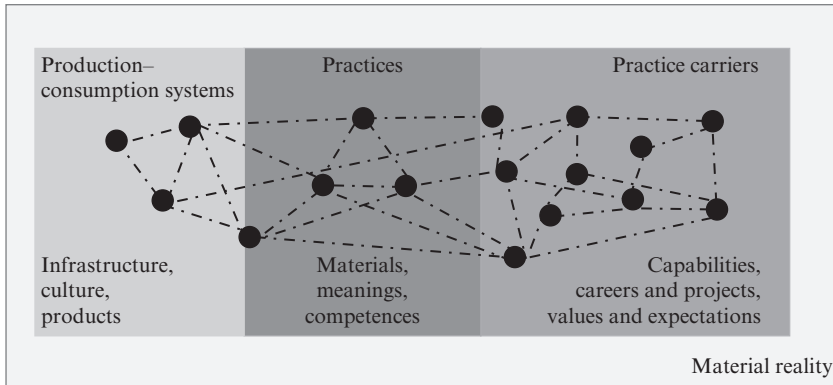 Production–
consumption systems
Practices
Practice carriers
Infrastructure,
culture,
products
Materials,
meanings,
competences
Capabilities,
careers and projects,
values and expectations
Material reality